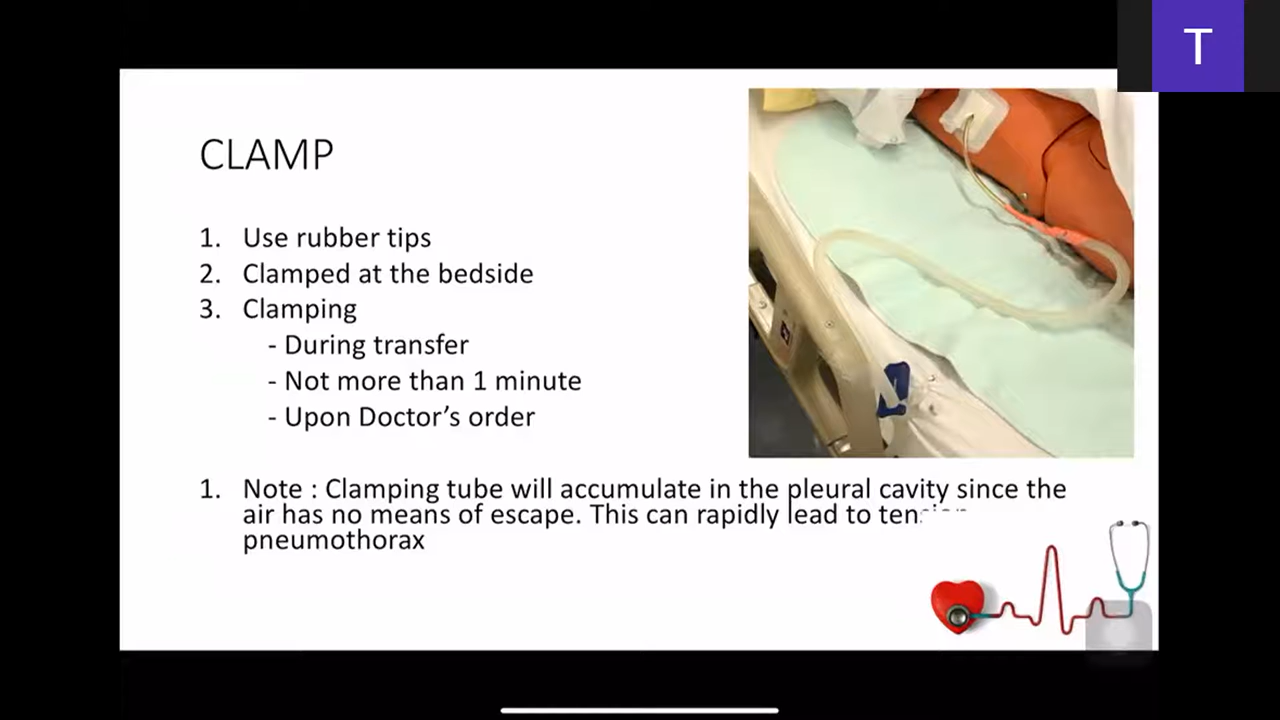 T
CLAMP
1. Use rubber tips
2. Clamped at the bedside
3. Clamping
- During transfer
- Not more than 1 minute
- Upon Doctor's order
1. Note : Clamping tube will accumulate in the pleural cavity since the
air has no means of escape. This can rapidly lead to tension
pneumothorax